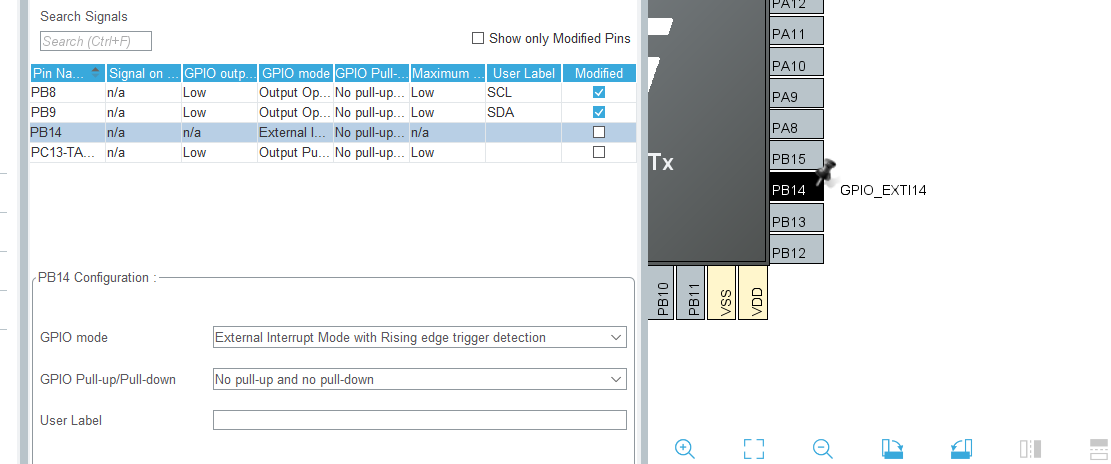 Search Signals
Search (Ctrl+F)
Show only Modified Pins
Pin Na... Signal on ... GPIO outp... GPIO mode GPIO Pull-... Maximum ... User Label Modified
PB8 n/a Low Output Op... No pull-up... Low SCL
PB9 n/a Low Output Op... No pull-up... Low SDA
PB14 n/a n/a External I... No pull-up... n/a
PC13-TA... n/a Low Output Pu... No pull-up... Low
PB14 Configuration :
GPIO mode External Interrupt Mode with Rising edge trigger detection
GPIO Pull-up/Pull-down No pull-up and no pull-down
User Label
Tx
PA12
PA11
PA10
PA9
PA8
PB15
PB14 GPIO_EXTI14
PB13
PB12
PB10
PB11
VSS
VDD